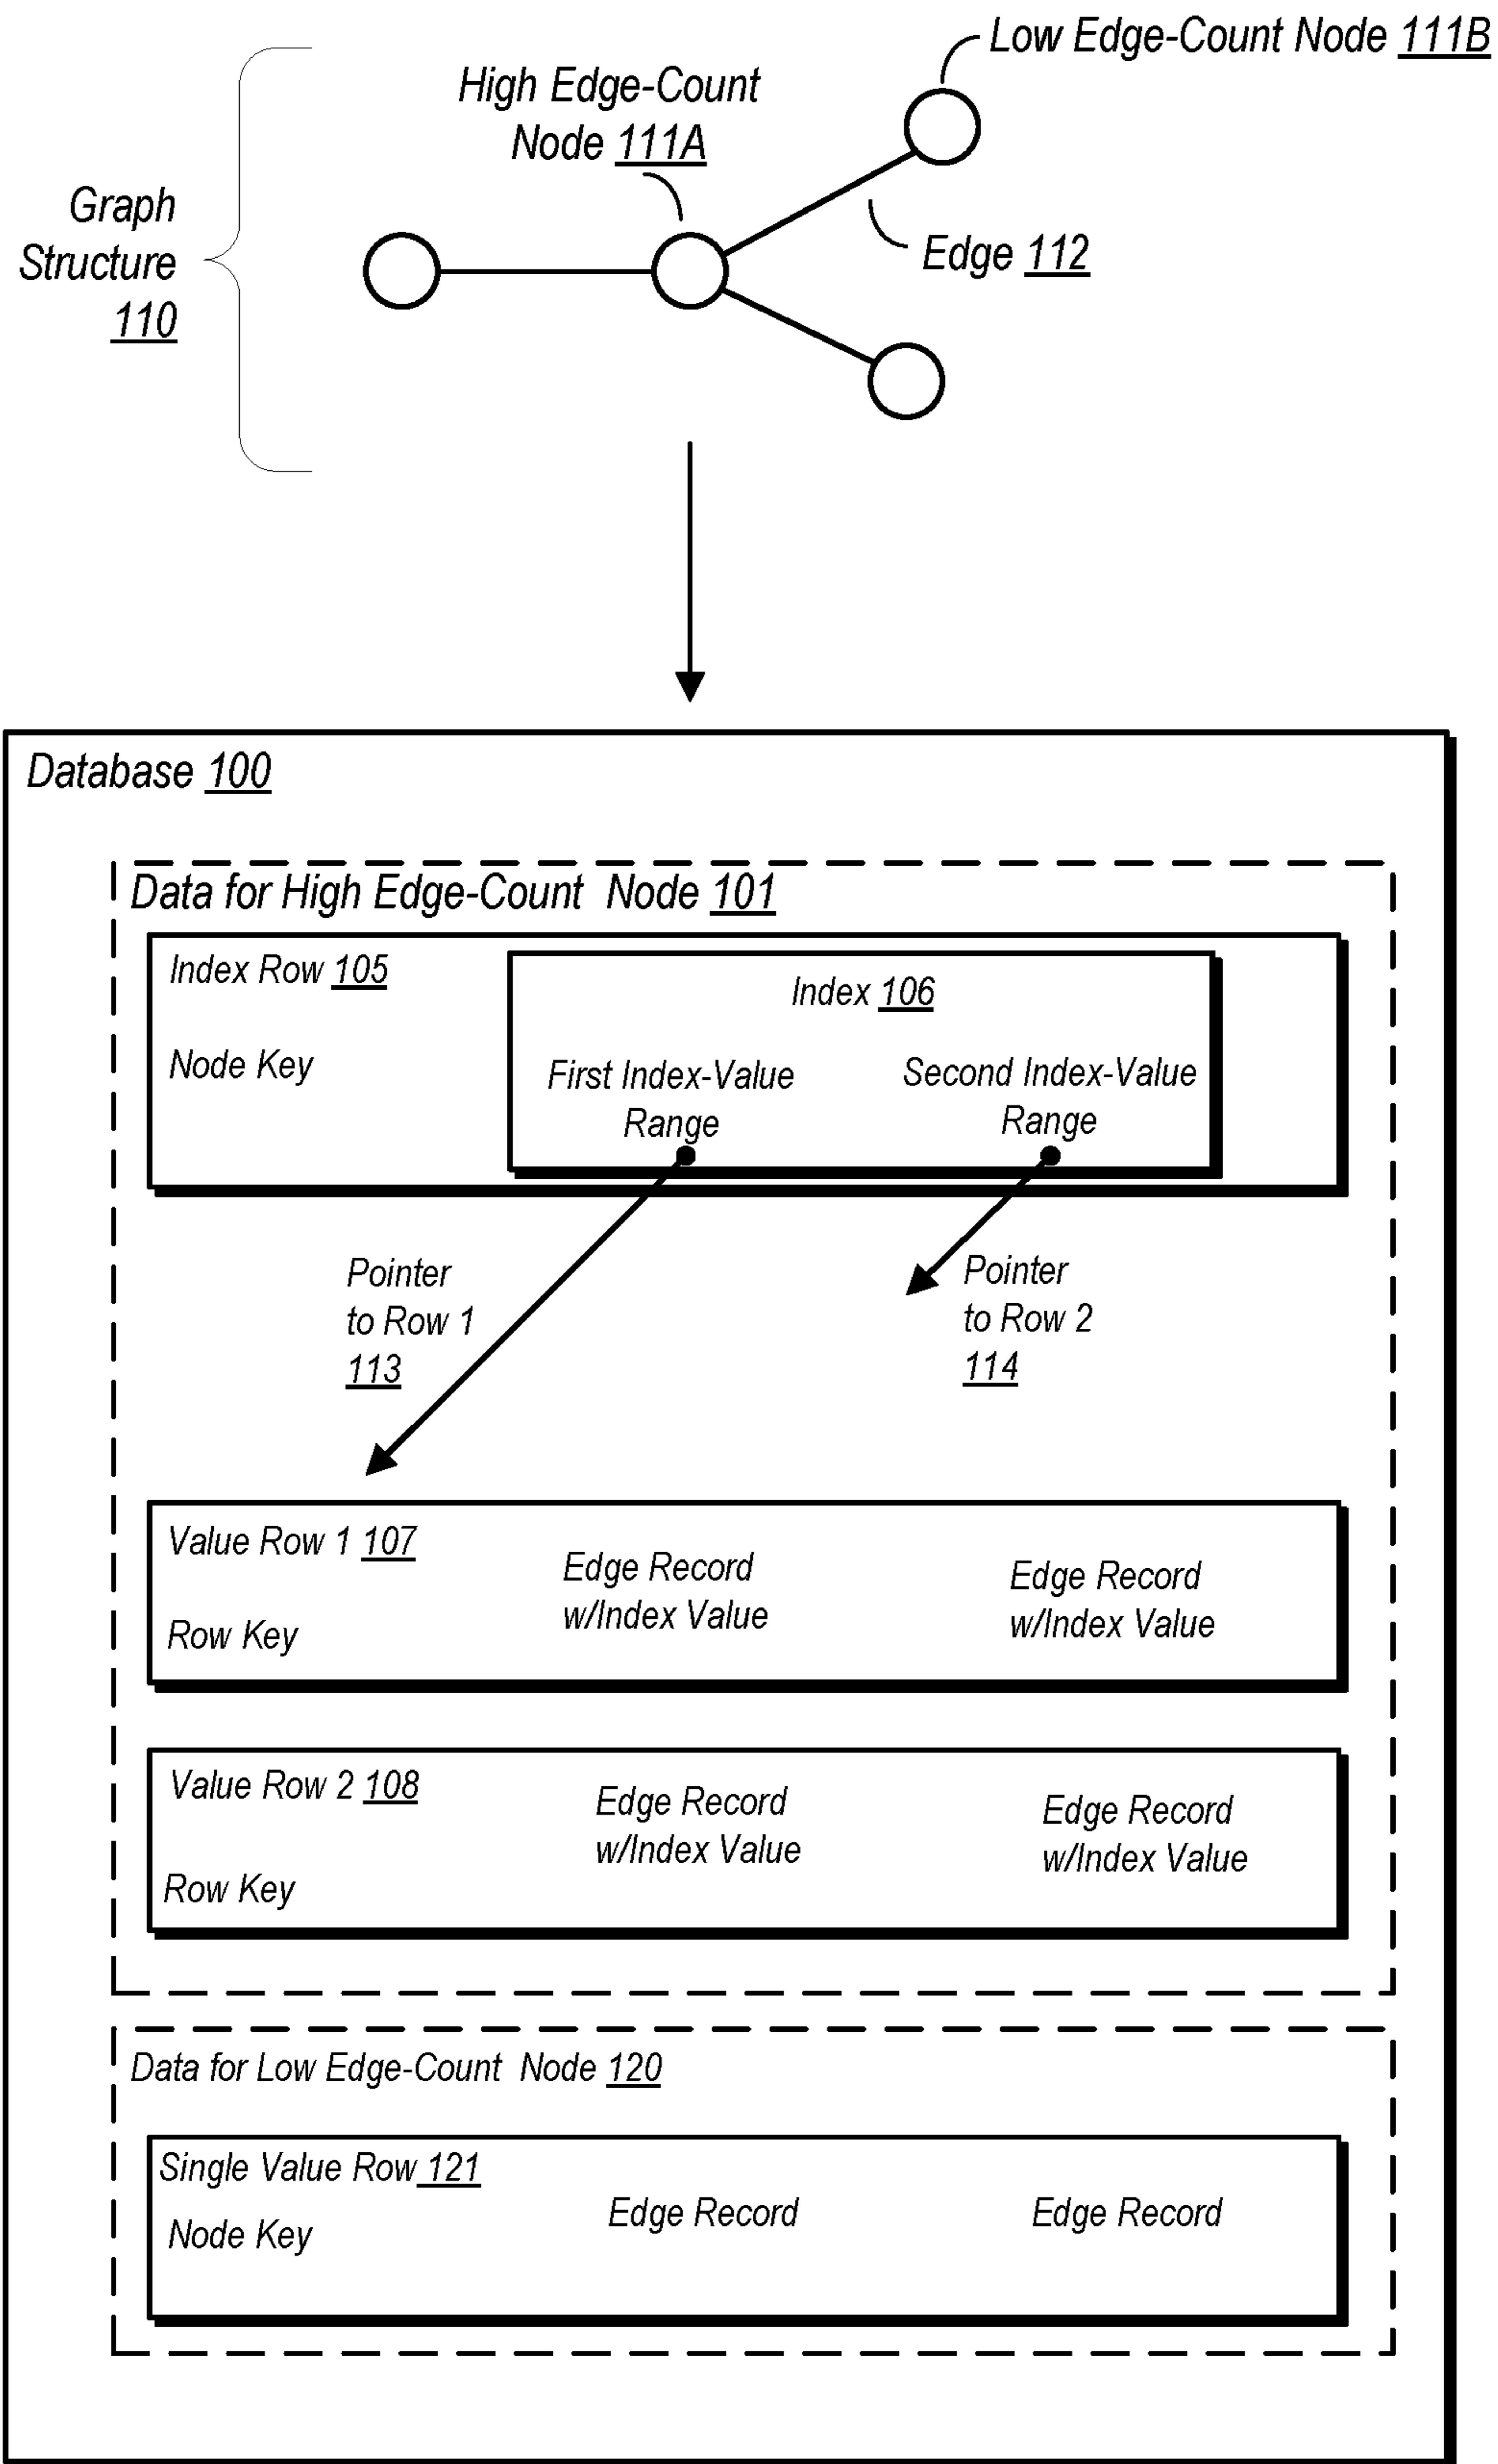 Low Edge-Count Node 111B
High Edge-Count
Node 111A
Graph
Structure
110
Edge 112
Database 100
Data for High Edge-Count Node 101
Index Row 105
Node Key
Index 106
First Index-Value
Range
Second Index-Value
Range
Pointer
to Row 1
113
Pointer
to Row 2
114
Value Row 1 107
Row Key
Edge Record
w/Index Value
Edge Record
w/Index Value
Value Row 2 108
Row Key
Edge Record
w/Index Value
Edge Record
w/Index Value
Data for Low Edge-Count Node 120
Single Value Row 121
Node Key
Edge Record
Edge Record